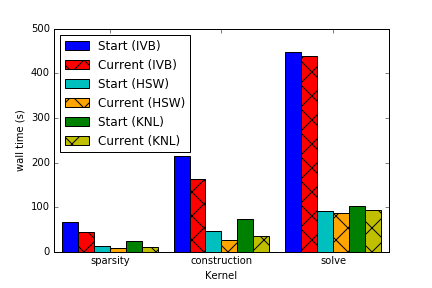 500
400
300
200
100
0
wall time (s)
Start (IVB)
Current (IVB)
Start (HSW)
Current (HSW)
Start (KNL)
Current (KNL)
sparsity construction solve
Kernel